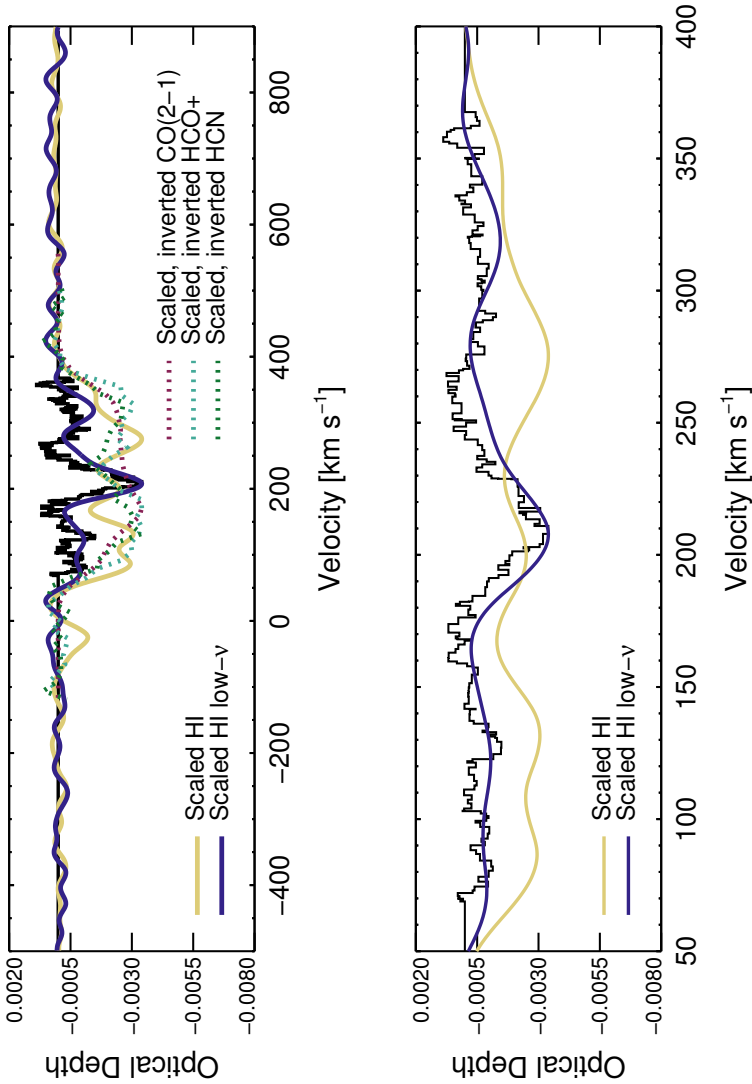 0.0020
−0.0005
−0.0030
−0.0055
−0.0080
Optical Depth
Scaled HI
Scaled HI low−ν
Scaled, inverted CO(2−1)
Scaled, inverted HCO+
Scaled, inverted HCN
−400
−200
0
200
400
600
800
Velocity [km s⁻¹]
0.0020
−0.0005
−0.0030
−0.0055
−0.0080
Optical Depth
Scaled HI
Scaled HI low−ν
50
100
150
200
250
300
350
400
Velocity [km s⁻¹]